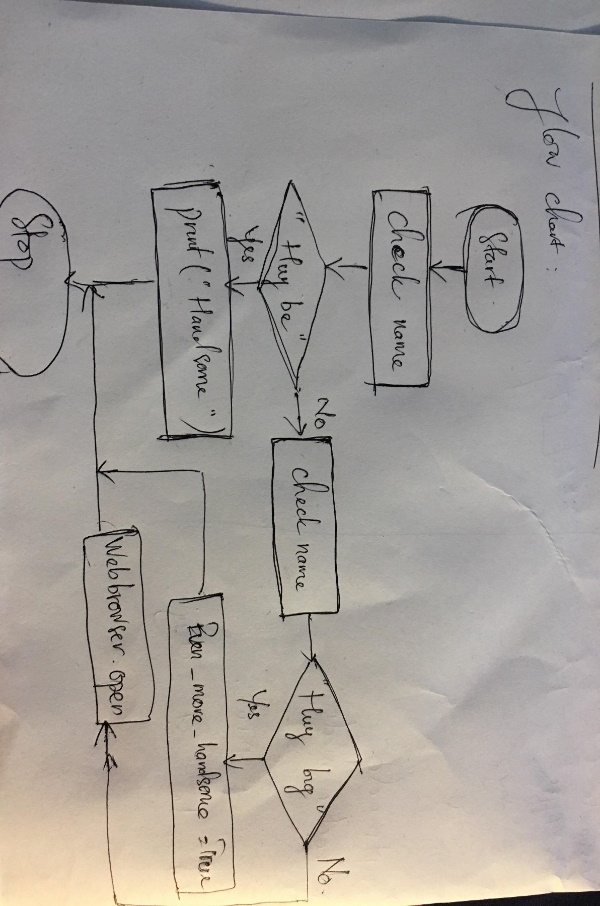 Flow chart :
Start.
check name
"Huy be"
No
Yes
check name
print ("Handsome")
"Huy big"
No.
Yes
Even_more_handsome = True
Webbrowser.open
Stop